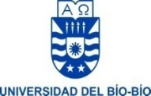 Α Ω
UNIVERSIDAD DEL BÍO-BÍO